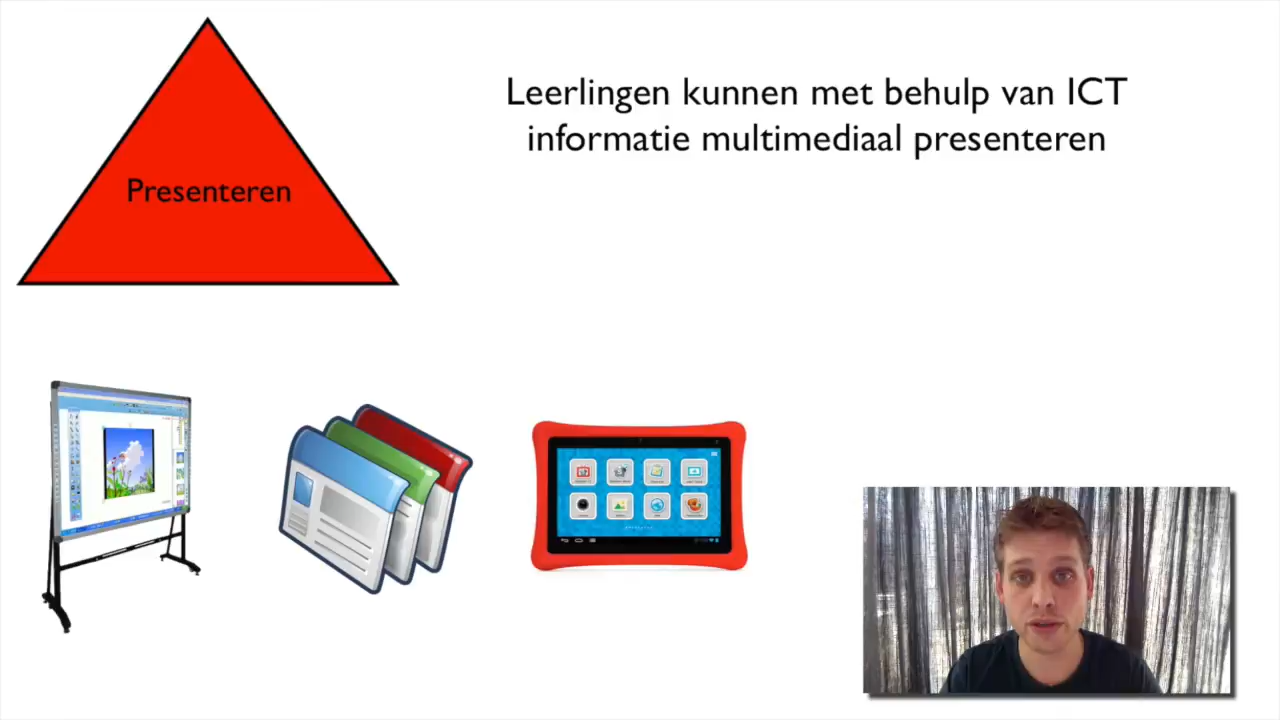 Leerlingen kunnen met behulp van ICT
informatie multimediaal presenteren
Presenteren